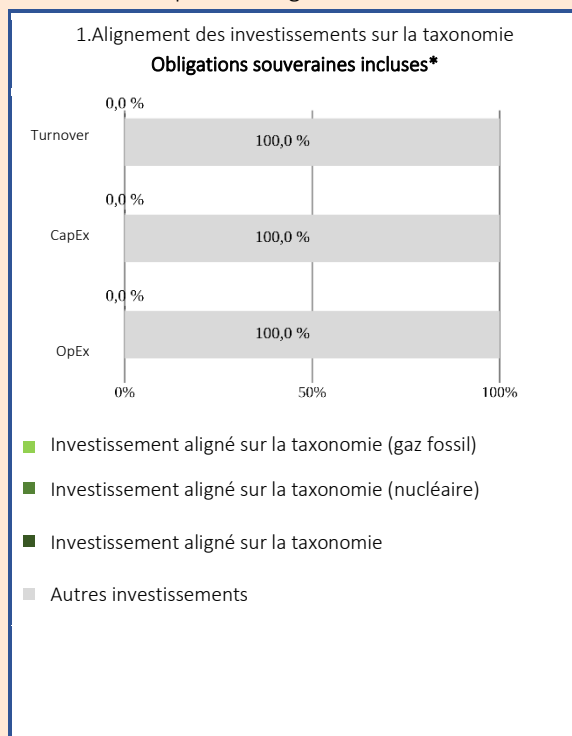 1.Alignement des investissements sur la taxonomie
Obligations souveraines incluses*
0,0 %
Turnover
100,0 %
0,0 %
CapEx
100,0 %
0,0 %
OpEx
100,0 %
0% 50% 100%
Investissement aligné sur la taxonomie (gaz fossil)
Investissement aligné sur la taxonomie (nucléaire)
Investissement aligné sur la taxonomie
Autres investissements